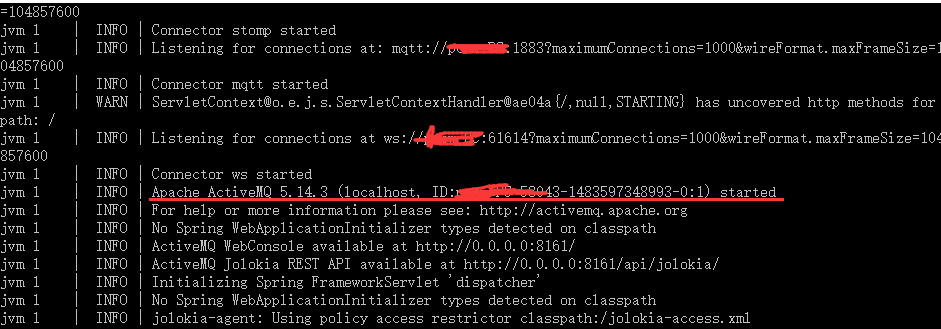 =104857600
jvm 1    | INFO | Connector stomp started
jvm 1    | INFO | Listening for connections at: mqtt://:1883?maximumConnections=1000&wireFormat.maxFrameSize=1
04857600
jvm 1    | INFO | Connector mqtt started
jvm 1    | WARN | ServletContext@o.e.j.s.ServletContextHandler@ae04a{/,null,STARTING} has uncovered http methods for
path: /
jvm 1    | INFO | Listening for connections at ws://:61614?maximumConnections=1000&wireFormat.maxFrameSize=104
857600
jvm 1    | INFO | Connector ws started
jvm 1    | INFO | Apache ActiveMQ 5.14.3 (localhost, ID:-58043-1483597348993-0:1) started
jvm 1    | INFO | For help or more information please see: http://activemq.apache.org
jvm 1    | INFO | No Spring WebApplicationInitializer types detected on classpath
jvm 1    | INFO | ActiveMQ WebConsole available at http://0.0.0.0:8161/
jvm 1    | INFO | ActiveMQ Jolokia REST API available at http://0.0.0.0:8161/api/jolokia/
jvm 1    | INFO | Initializing Spring FrameworkServlet 'dispatcher'
jvm 1    | INFO | No Spring WebApplicationInitializer types detected on classpath
jvm 1    | INFO | jolokia-agent: Using policy access restrictor classpath:/jolokia-access.xml